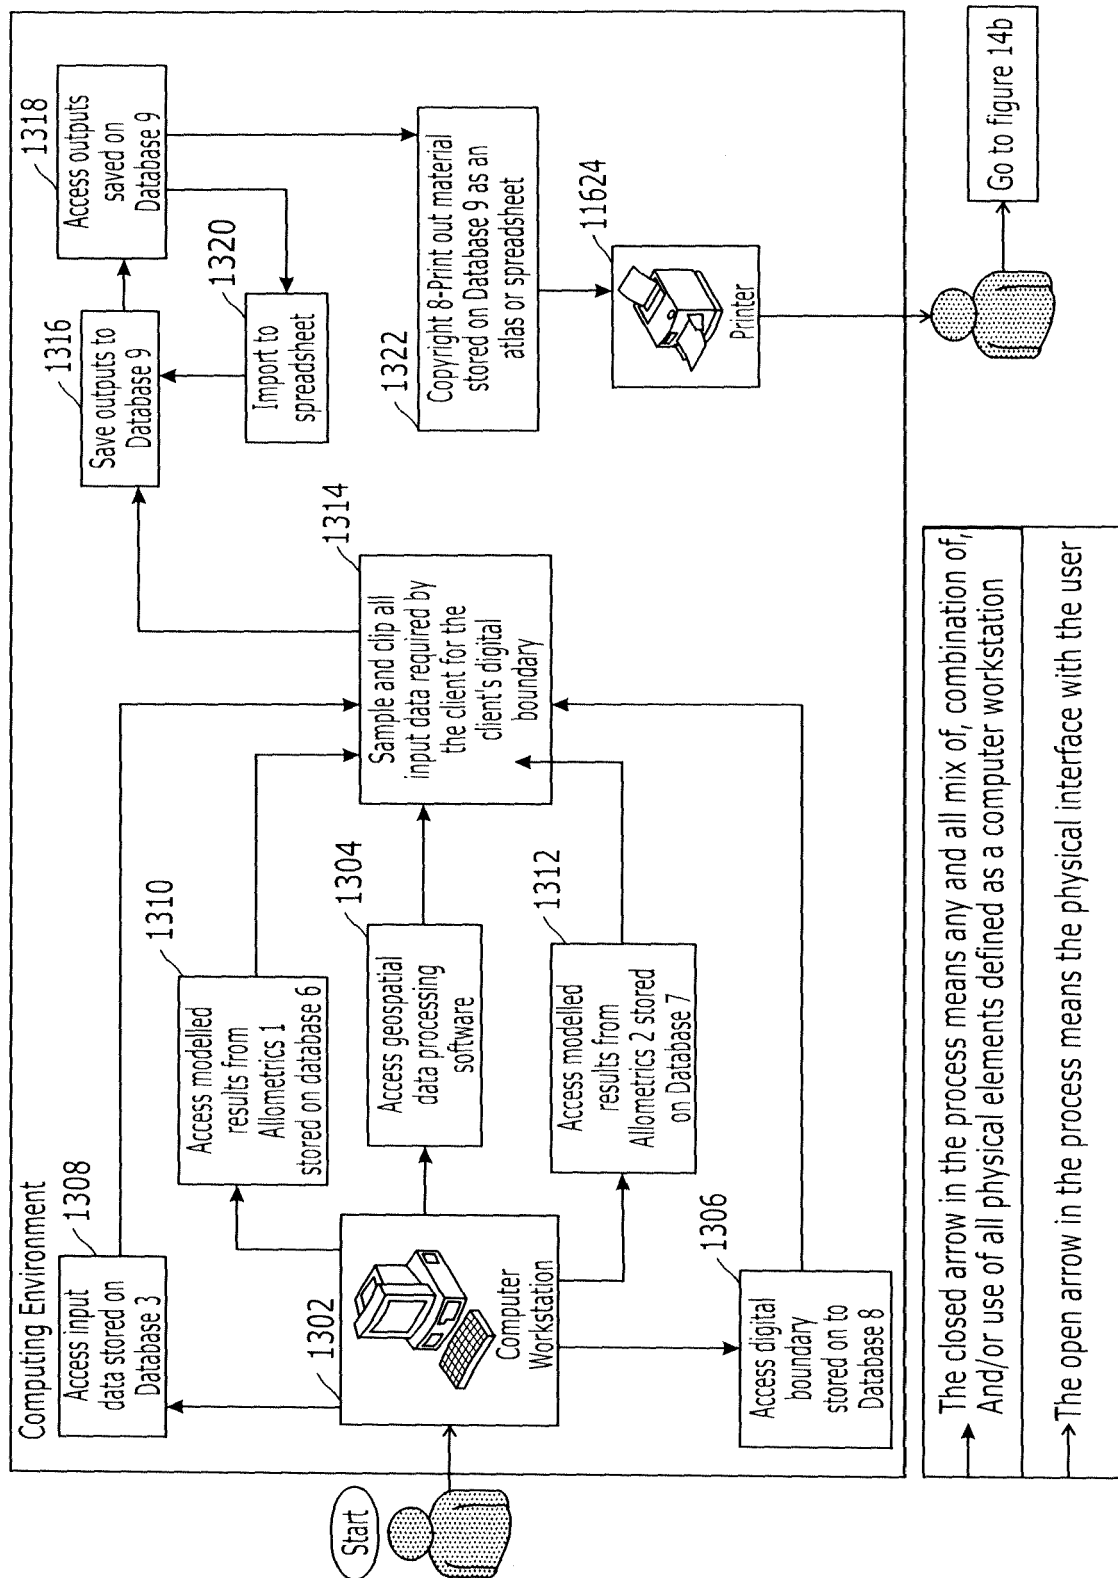 Computing Environment
Start
1302
Computer
Workstation
1308
Access input
data stored on
Database 3
1310
Access modelled
results from
Allometrics 1
stored on database 6
1304
Access geospatial
data processing
software
1312
Access modelled
results from
Allometrics 2 stored
on Database 7
1306
Access digital
boundary
stored on to
Database 8
1314
Sample and clip all
input data required by
the client for the
client's digital
boundary
1316
Save outputs to
Database 9
1318
Access outputs
saved on
Database 9
1320
Import to
spreadsheet
1322
Copyright 8-Print out material
stored on Database 9 as an
atlas or spreadsheet
11624
Printer
Go to figure 14b
The closed arrow in the process means any and all mix of, combination of,
And/or use of all physical elements defined as a computer workstation
The open arrow in the process means the physical interface with the user